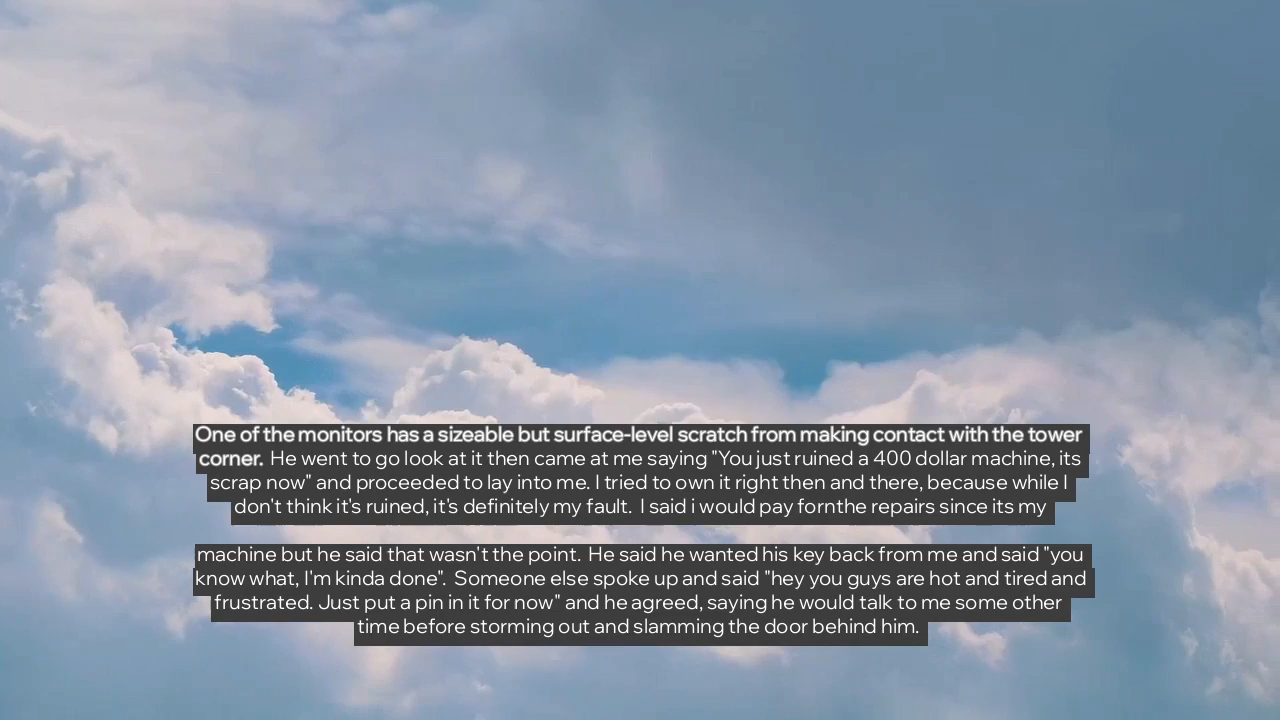 One of the monitors has a sizeable but surface-level scratch from making contact with the tower
corner. He went to go look at it then came at me saying "You just ruined a 400 dollar machine, its
scrap now" and proceeded to lay into me. I tried to own it right then and there, because while I
don't think it's ruined, it's definitely my fault. I said i would pay fornthe repairs since its my
machine but he said that wasn't the point. He said he wanted his key back from me and said "you
know what, I'm kinda done". Someone else spoke up and said "hey you guys are hot and tired and
frustrated. Just put a pin in it for now" and he agreed, saying he would talk to me some other
time before storming out and slamming the door behind him.